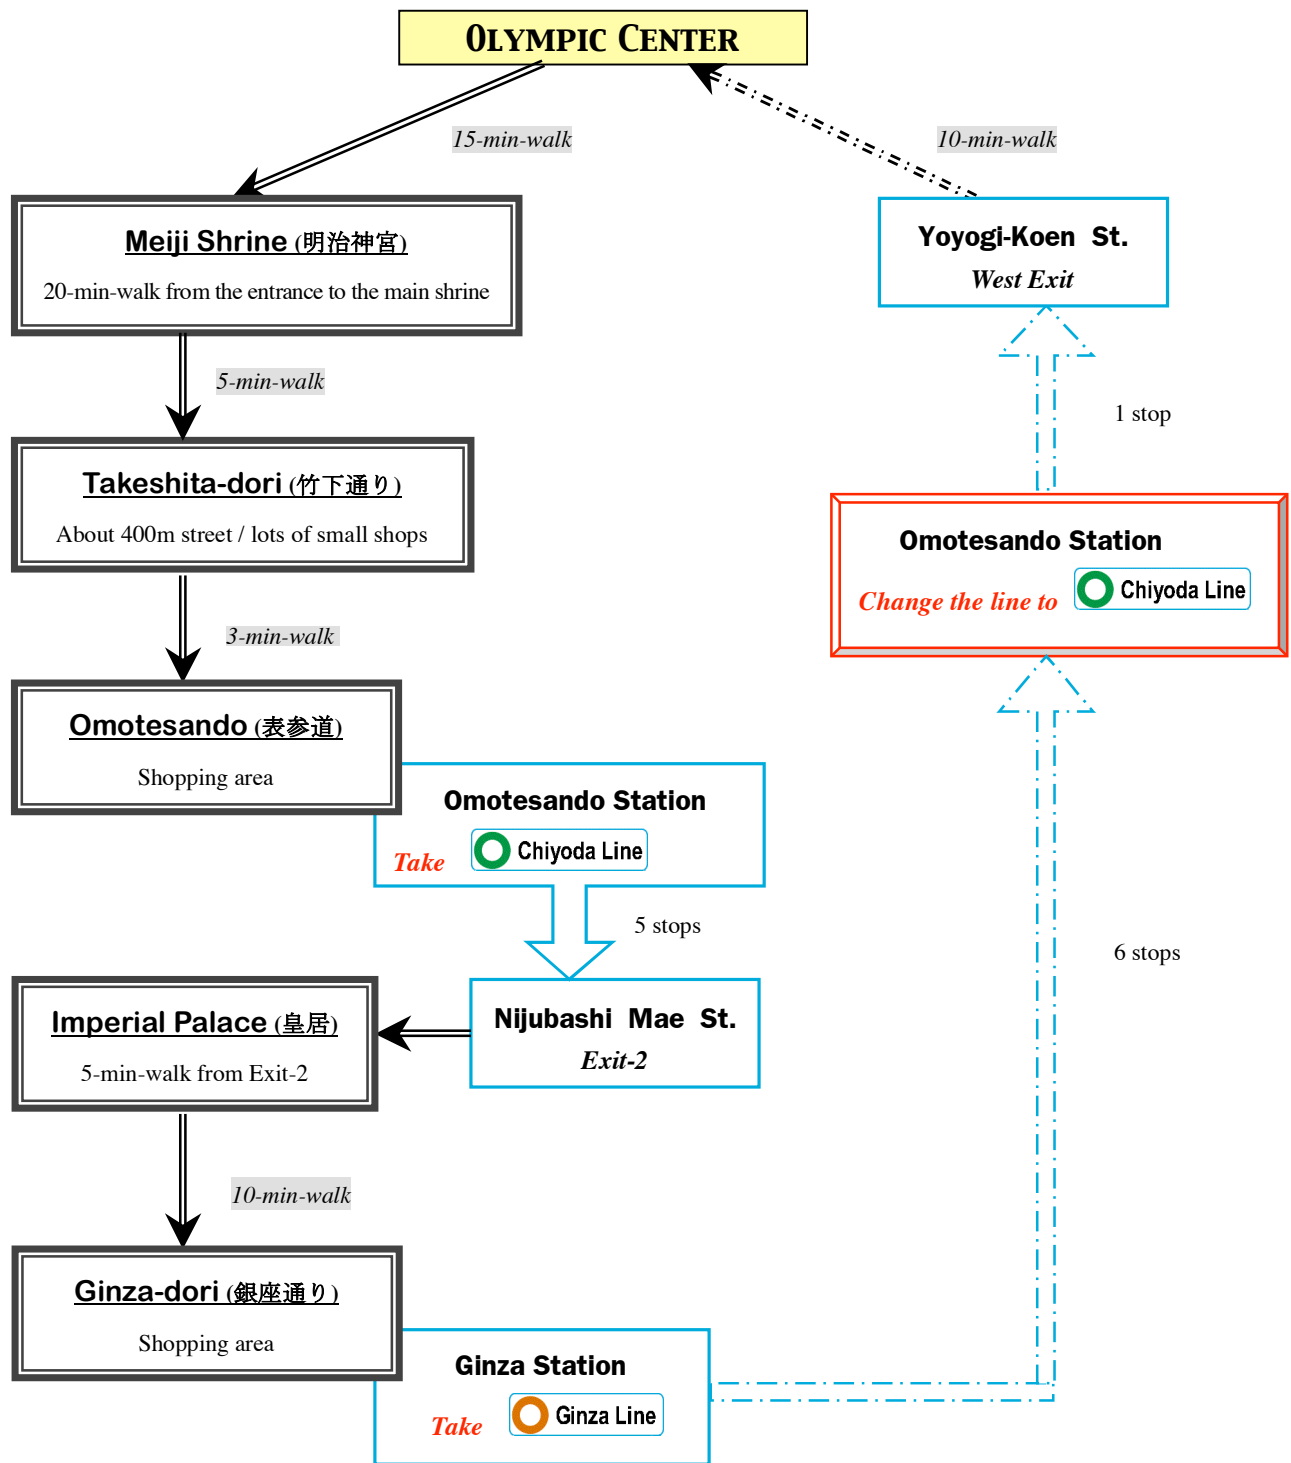 OLYMPIC CENTER
15-min-walk
10-min-walk
Meiji Shrine (明治神宮)
20-min-walk from the entrance to the main shrine
Yoyogi-Koen St.
West Exit
5-min-walk
1 stop
Takeshita-dori (竹下通り)
About 400m street / lots of small shops
Omotesando Station
Change the line to Chiyoda Line
3-min-walk
Omotesando (表参道)
Shopping area
Omotesando Station
Take Chiyoda Line
5 stops
6 stops
Imperial Palace (皇居)
5-min-walk from Exit-2
Nijubashi Mae St.
Exit-2
10-min-walk
Ginza-dori (銀座通り)
Shopping area
Ginza Station
Take Ginza Line